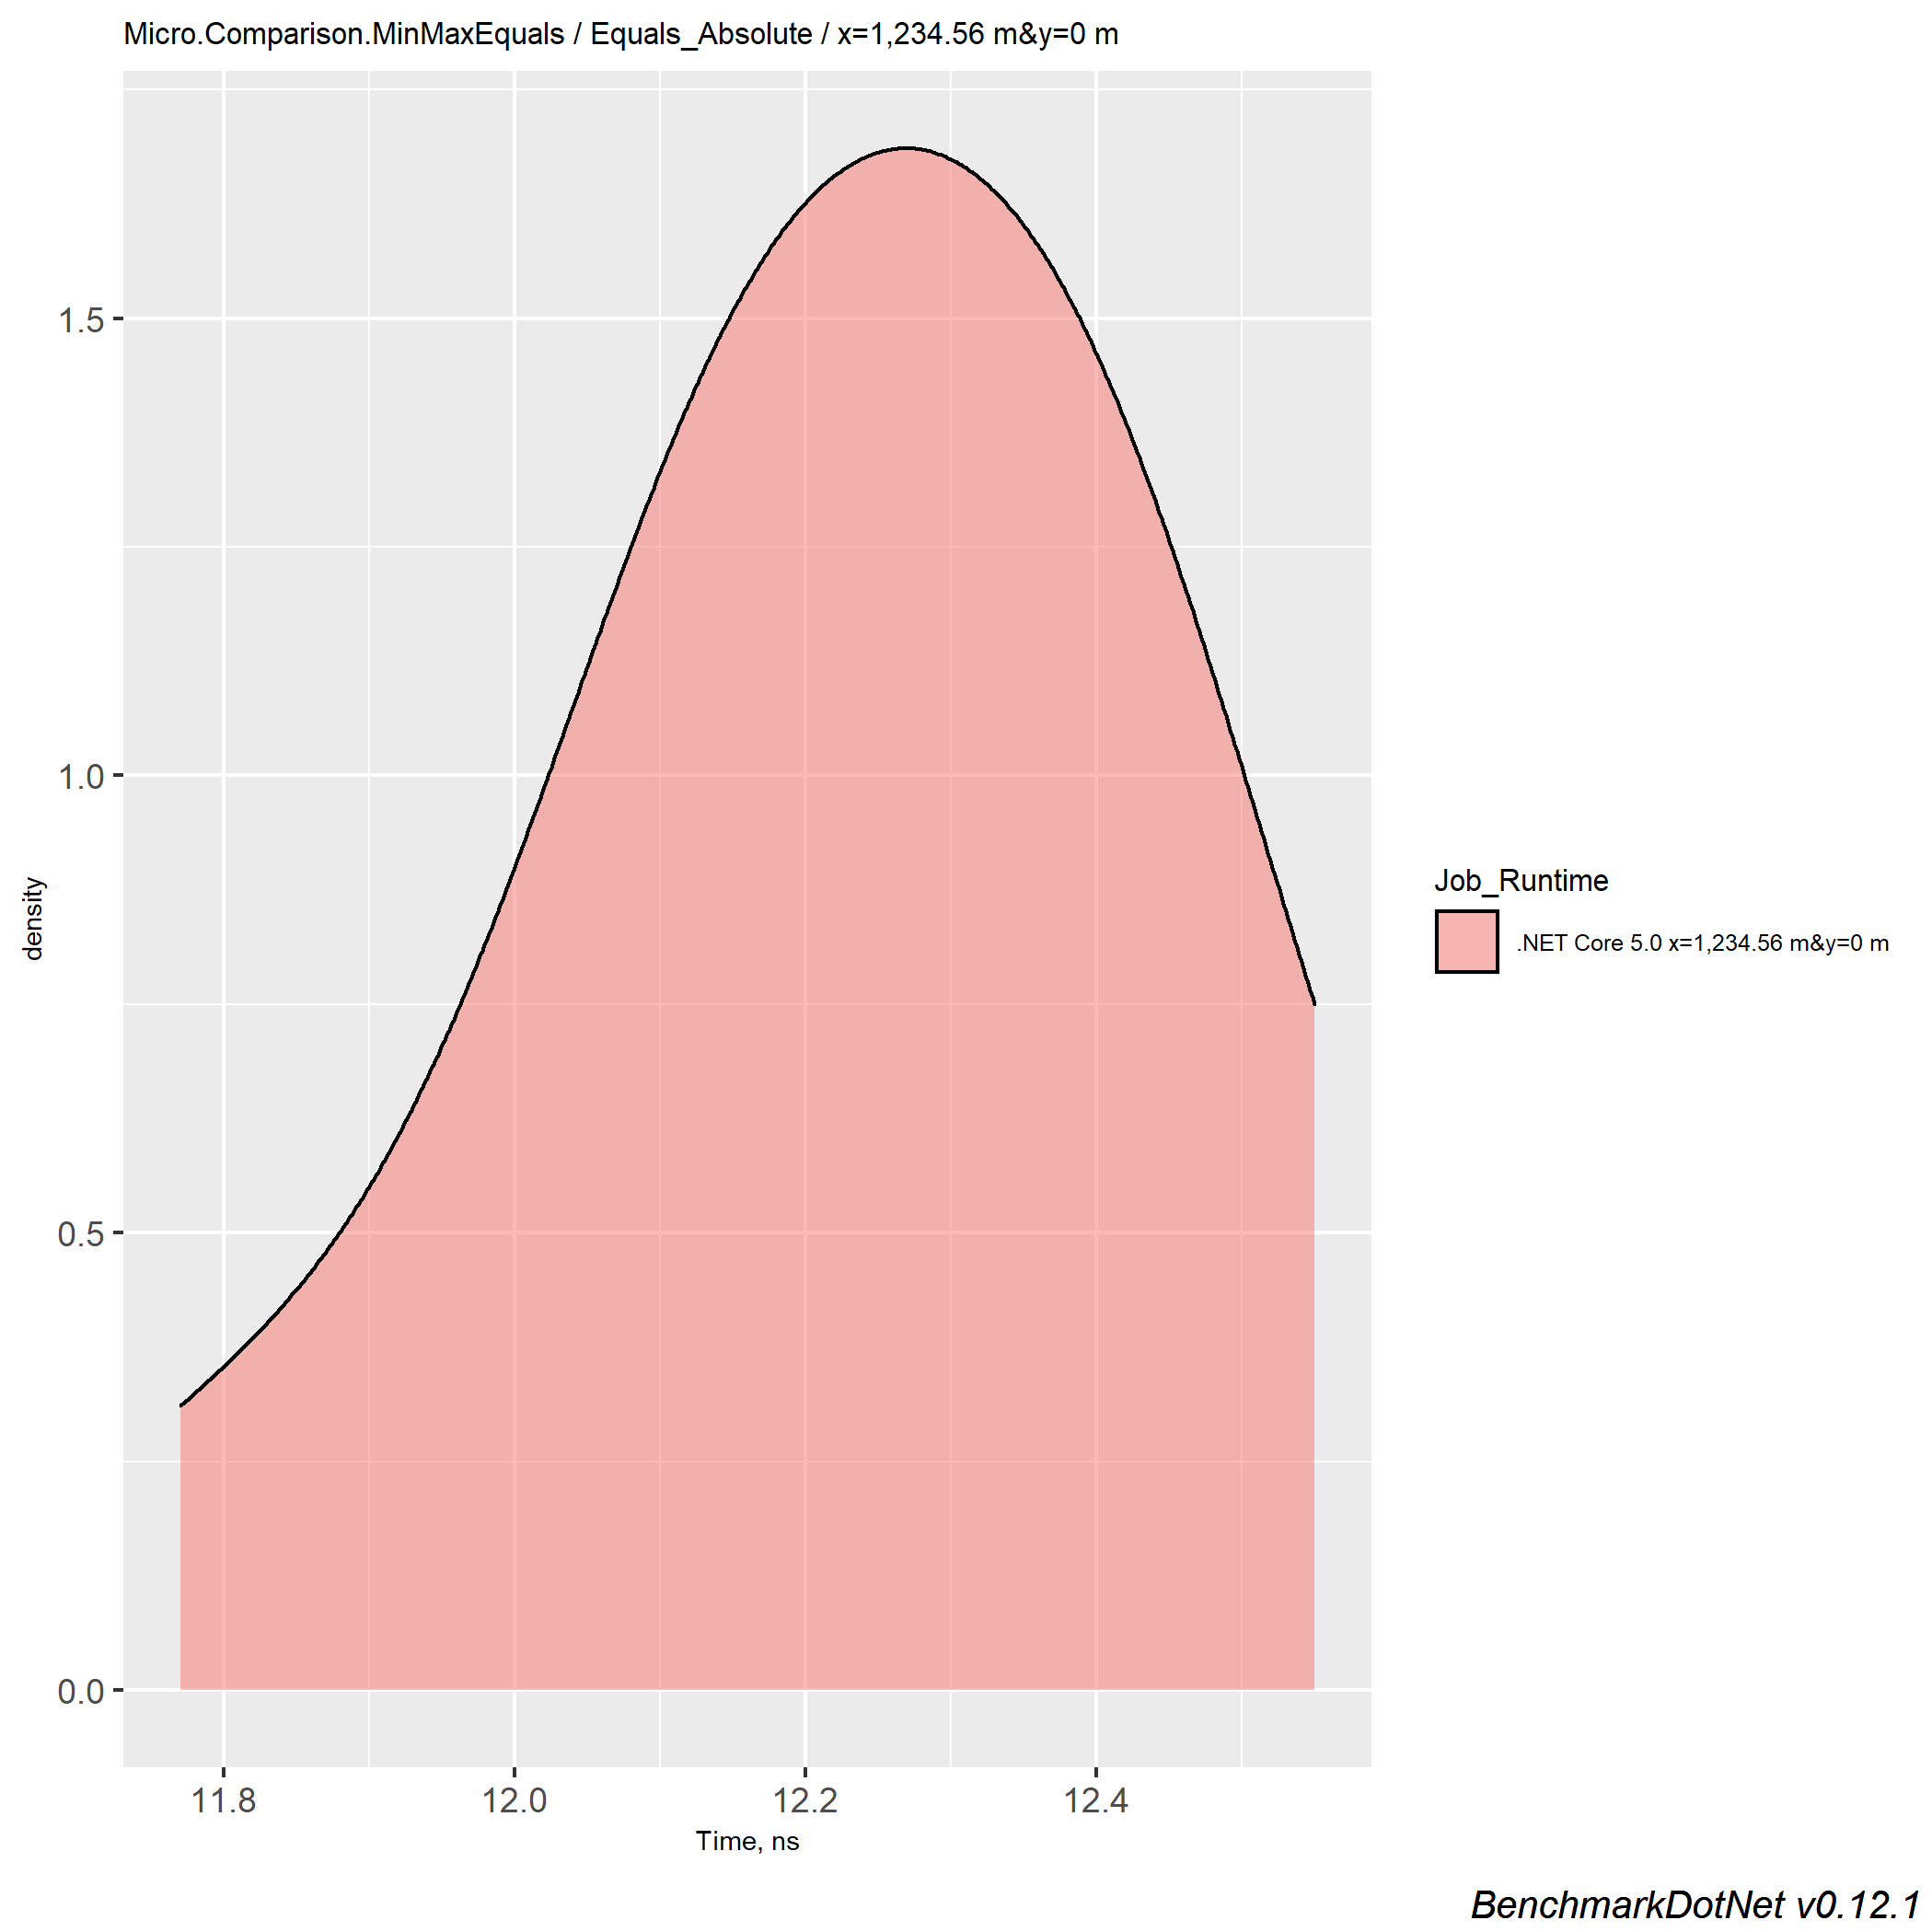 Micro.Comparison.MinMaxEquals / Equals_Absolute / x=1,234.56 m&y=0 m
1.5
1.0
0.5
0.0
density
11.8 12.0 12.2 12.4
Time, ns
Job_Runtime
.NET Core 5.0 x=1,234.56 m&y=0 m
BenchmarkDotNet v0.12.1